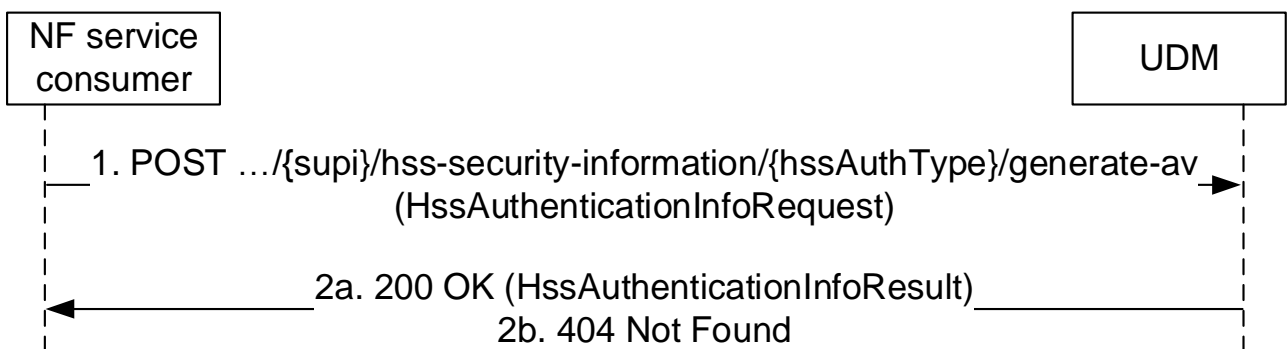 NF service
consumer
UDM
1. POST …/{supi}/hss-security-information/{hssAuthType}/generate-av
(HssAuthenticationInfoRequest)
2a. 200 OK (HssAuthenticationInfoResult)
2b. 404 Not Found